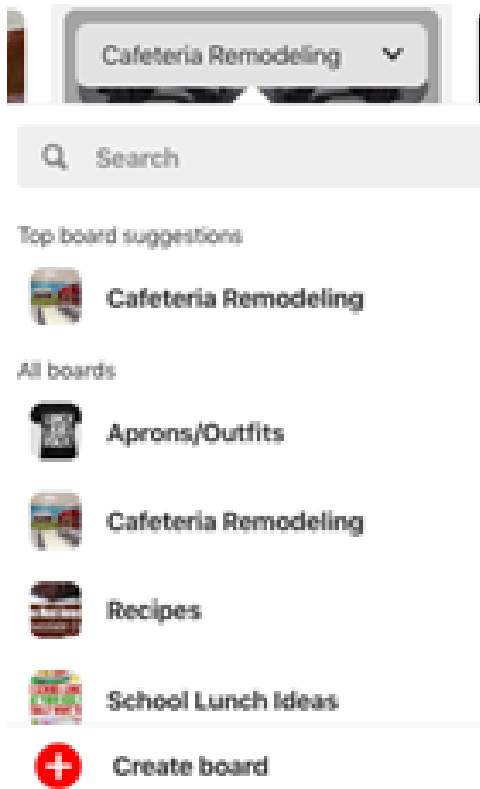 Cafeteria Remodeling
Search
Top board suggestions
Cafeteria Remodeling
All boards
Aprons/Outfits
Cafeteria Remodeling
Recipes
School Lunch Ideas
Create board